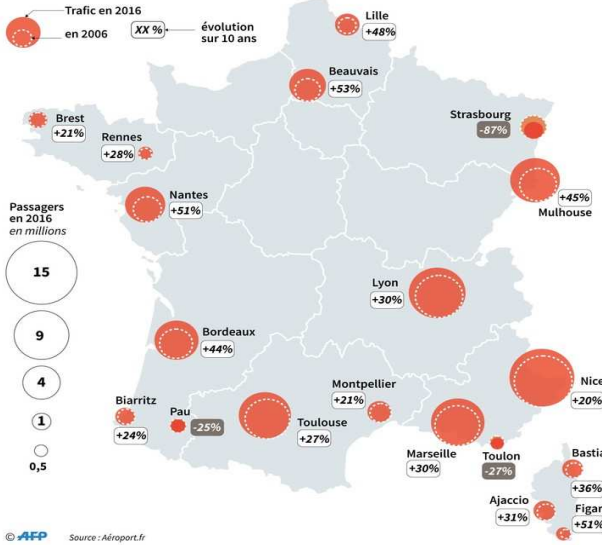 Trafic en 2016
en 2006
XX %
évolution
sur 10 ans
Lille
+48%
Beauvais
+53%
Strasbourg
-87%
Brest
+21%
Rennes
+28%
+45%
Mulhouse
Nantes
+51%
Passagers
en 2016
en millions
15
9
4
1
0,5
Lyon
+30%
Bordeaux
+44%
Nice
+20%
Montpellier
+21%
Biarritz
+24%
Pau
-25%
Toulouse
+27%
Marseille
+30%
Toulon
-27%
Bastia
+36%
Ajaccio
+31%
Figar
+51%
© AFP
Source : Aéroport.fr